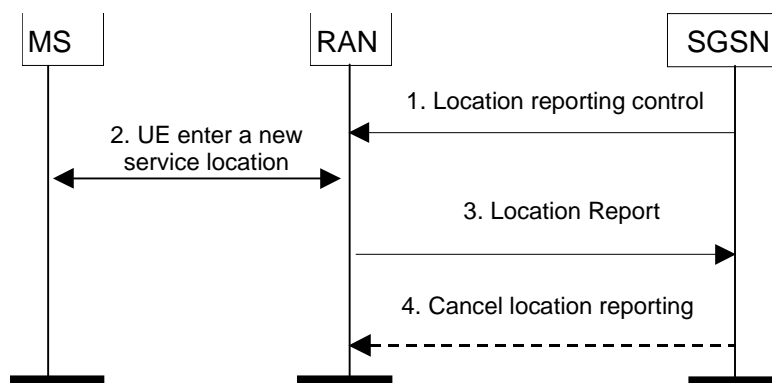 MS
RAN
SGSN
1. Location reporting control
2. UE enter a new
service location
3. Location Report
4. Cancel location reporting